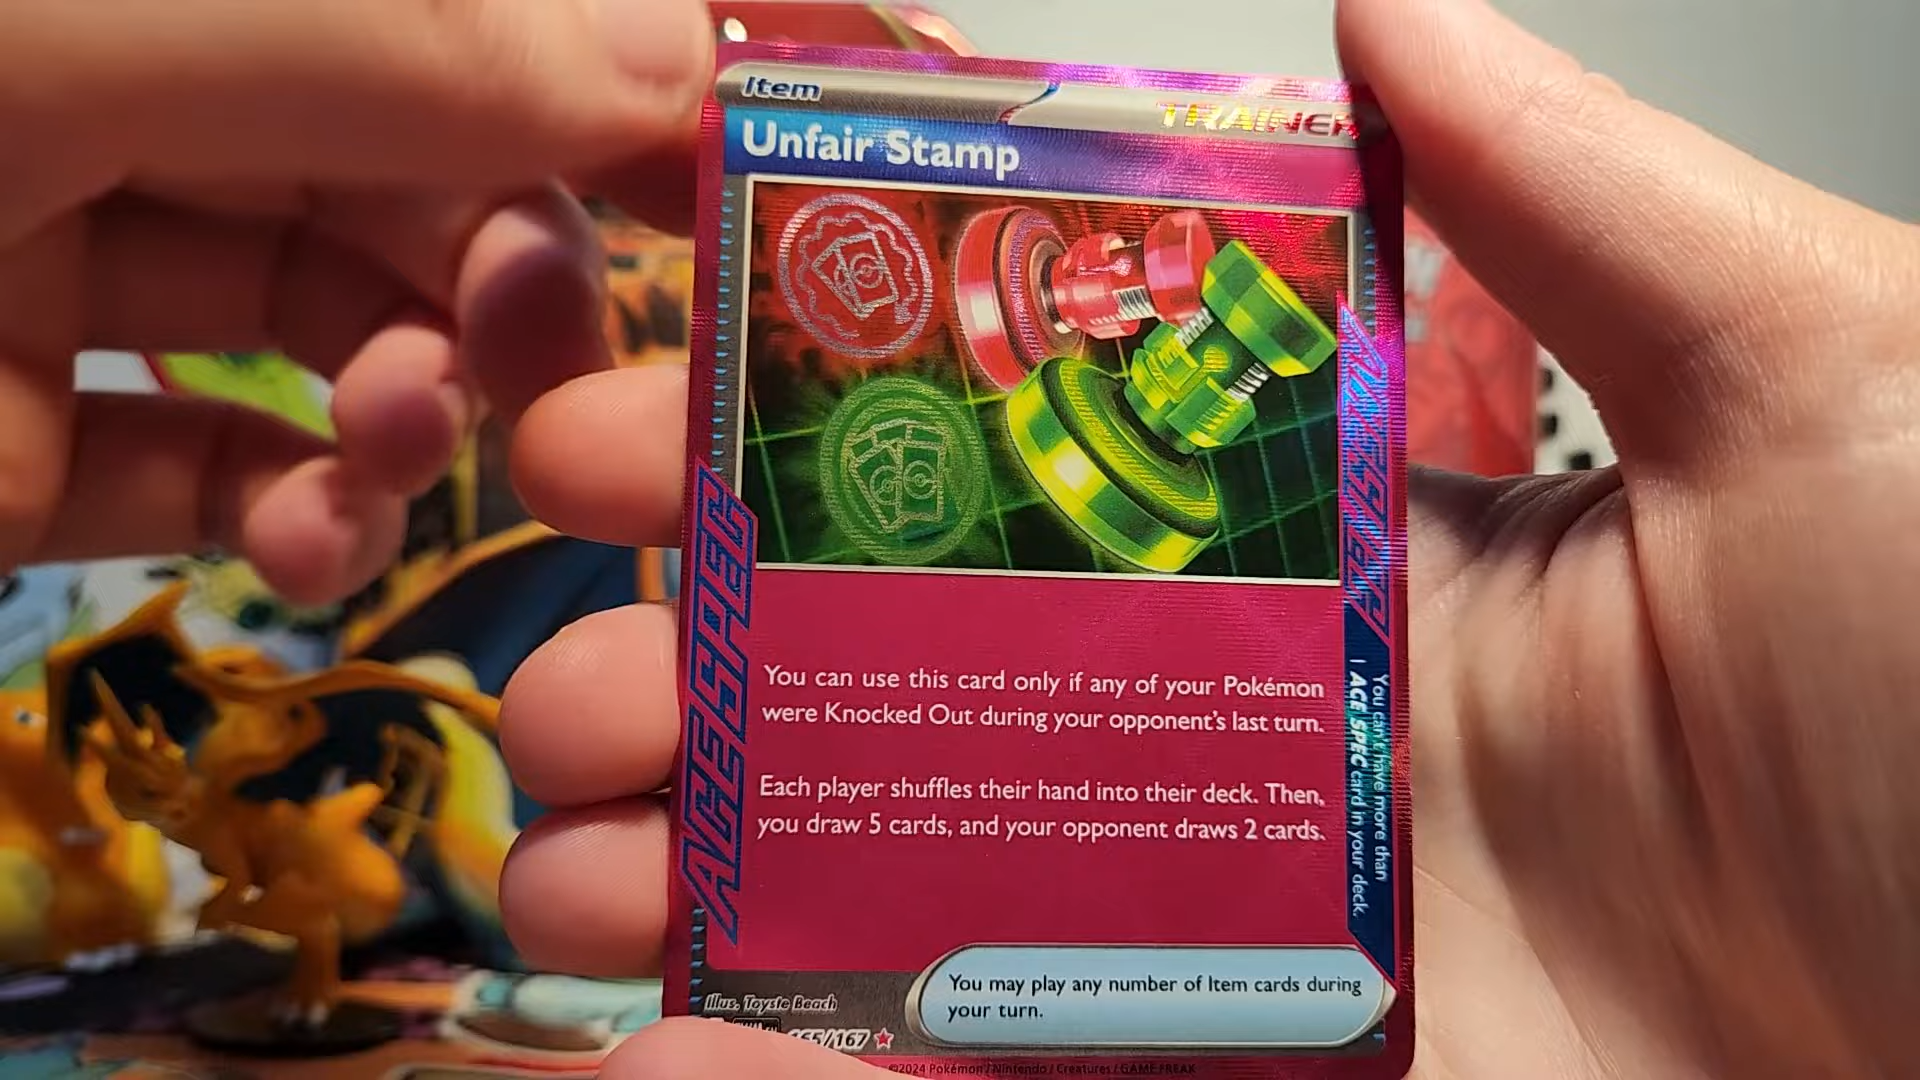 Item
TRAINER
Unfair Stamp
ACE SPEC
ACE SPEC
You can use this card only if any of your Pokémon
were Knocked Out during your opponent's last turn.
Each player shuffles their hand into their deck. Then,
you draw 5 cards, and your opponent draws 2 cards.
You can't have more than
1 ACE SPEC card in your deck.
You may play any number of Item cards during
your turn.
Illus. Toyste Beach
165/167
©2024 Pokémon / Nintendo / Creatures / GAME FREAK